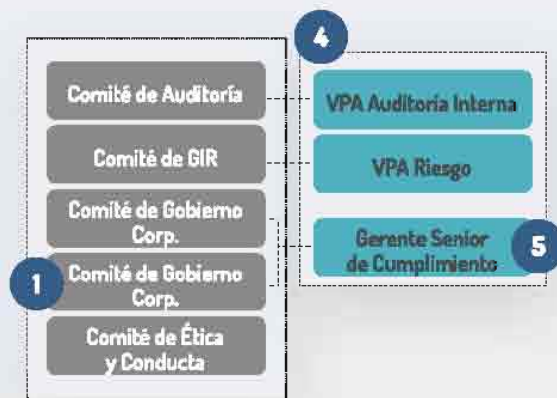 4
Comité de Auditoría
VPA Auditoría Interna
Comité de GIR
VPA Riesgo
Comité de Gobierno
Corp.
Gerente Senior
de Cumplimiento
5
1
Comité de Gobierno
Corp.
Comité de Ética
y Conducta